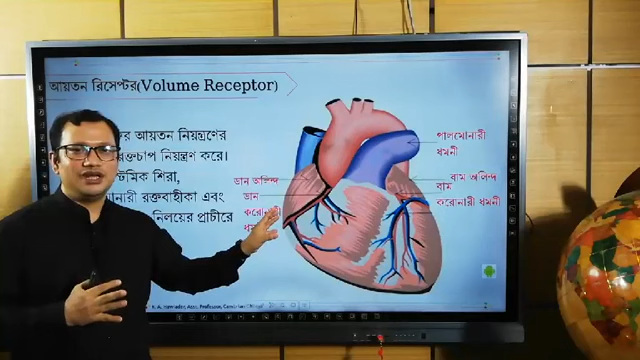 আয়তন রিসেপ্টর(Volume Receptor)
আয়তন নিয়ন্ত্রণের
রক্তচাপ নিয়ন্ত্রণ করে।
শিরা,
রক্তবাহীকা এবং
নিলয়ের প্রাচীরে
পালমোনারী
ধমনী
ডান অলিন্দ
ডান
করোনারী
বাম অলিন্দ
বাম
করোনারী ধমনী